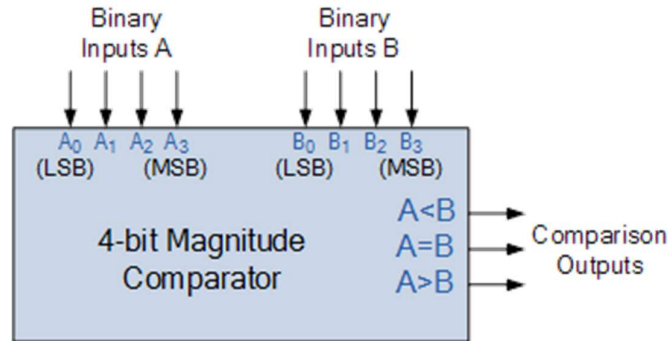 Binary Binary
Inputs A Inputs B
A₀ A₁ A₂ A₃ B₀ B₁ B₂ B₃
(LSB) (MSB) (LSB) (MSB)
A<B
4-bit Magnitude A=B Comparison
Comparator A>B Outputs